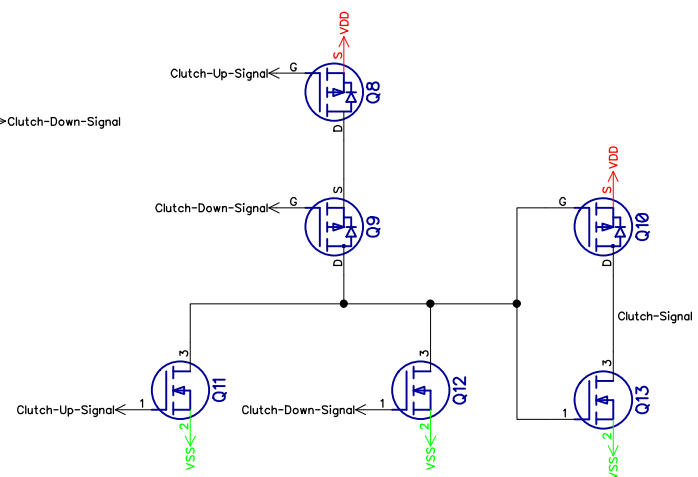 VDD
S
Clutch-Up-Signal
G
Q8
D
Clutch-Down-Signal
VDD
S
S
Clutch-Down-Signal
G
Q9
D
G
Q10
D
Clutch-Signal
3
3
3
Q11
Q12
Q13
Clutch-Up-Signal
1
Clutch-Down-Signal
1
1
2
2
2
VSS
VSS
VSS